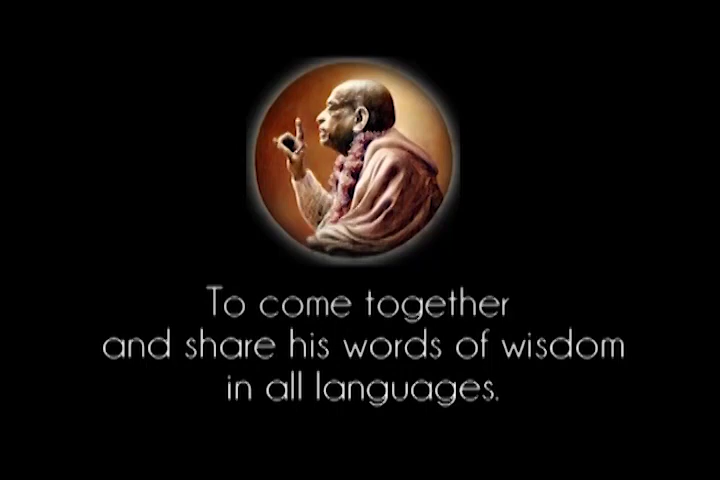 To come together
and share his words of wisdom
in all languages.